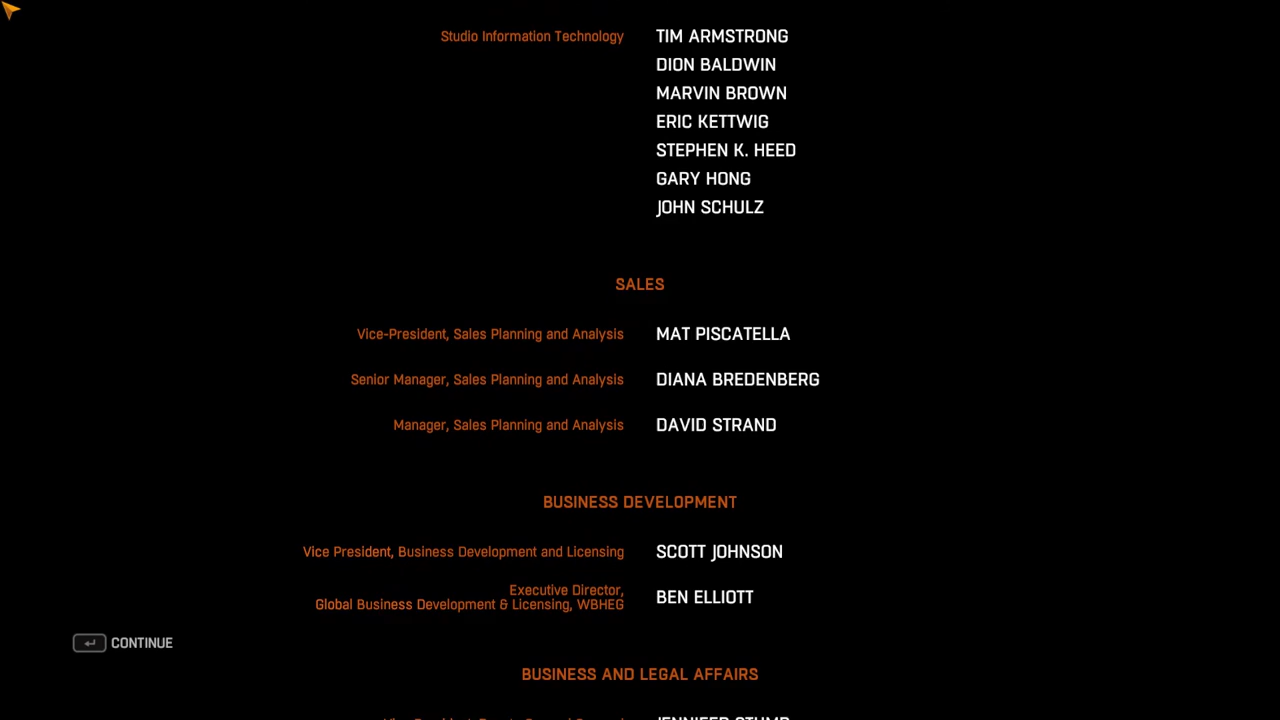 Studio Information Technology TIM ARMSTRONG
DION BALDWIN
MARVIN BROWN
ERIC KETTWIG
STEPHEN K. HEED
GARY HONG
JOHN SCHULZ
SALES
Vice-President, Sales Planning and Analysis MAT PISCATELLA
Senior Manager, Sales Planning and Analysis DIANA BREDENBERG
Manager, Sales Planning and Analysis DAVID STRAND
BUSINESS DEVELOPMENT
Vice President, Business Development and Licensing SCOTT JOHNSON
Executive Director,
Global Business Development & Licensing, WBHEG BEN ELLIOTT
CONTINUE
BUSINESS AND LEGAL AFFAIRS